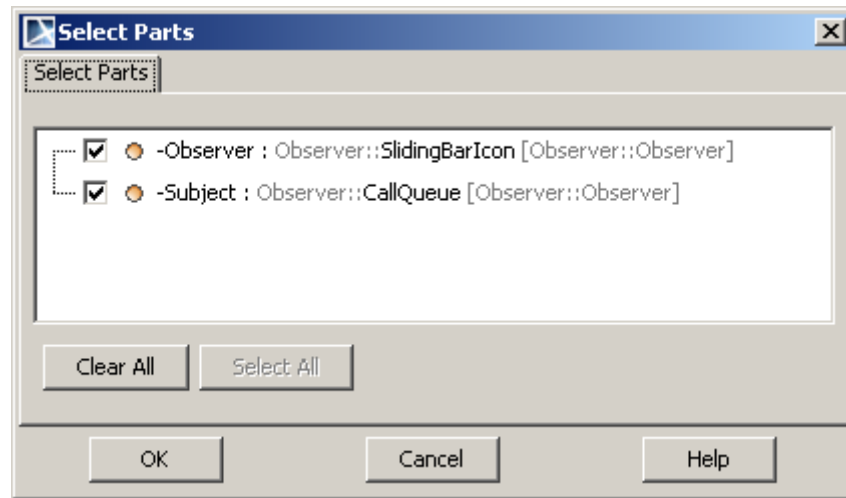 Select Parts
Select Parts
-Observer : Observer::SlidingBarIcon [Observer::Observer]
-Subject : Observer::CallQueue [Observer::Observer]
Clear All Select All
OK Cancel Help